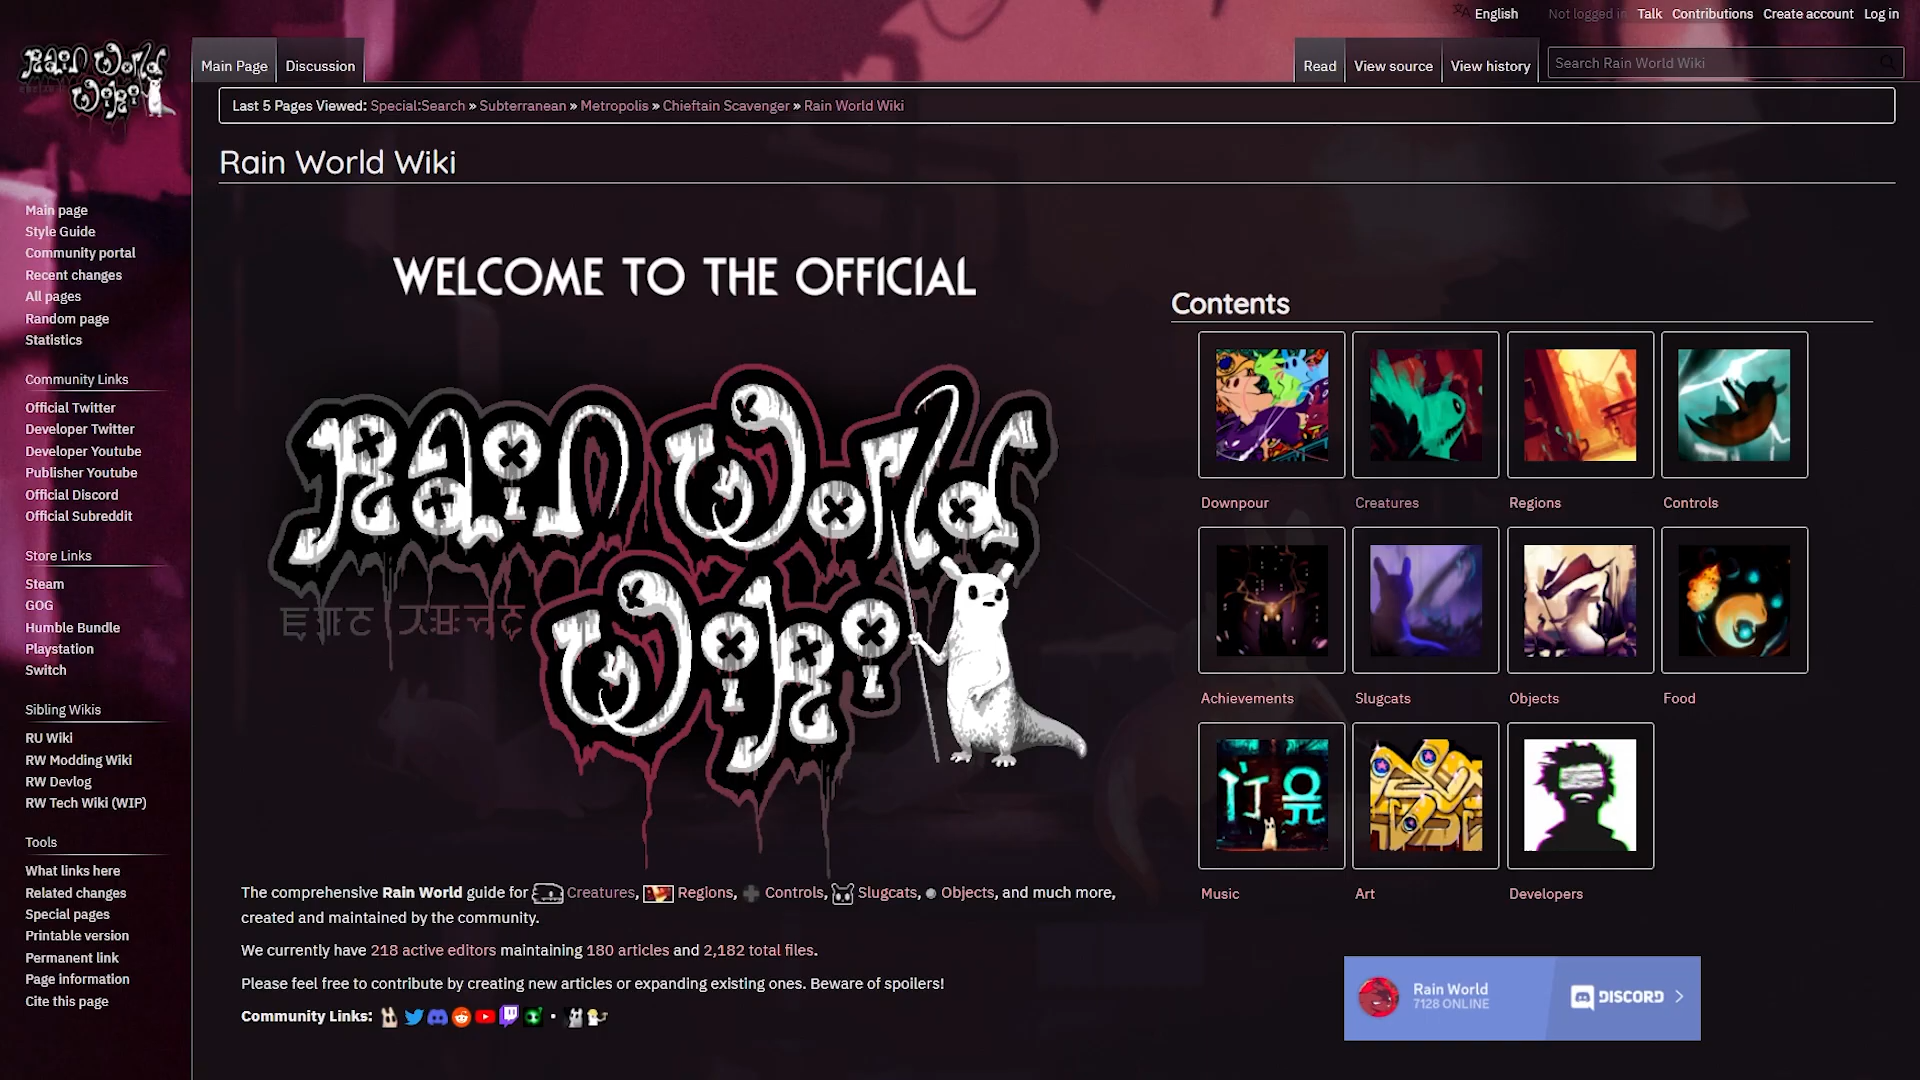 English Not logged in Talk Contributions Create account Log in
Rain World Wiki
Main Page Discussion
Read View source View history Search Rain World Wiki
Last 5 Pages Viewed: Special:Search » Subterranean » Metropolis » Chieftain Scavenger » Rain World Wiki
Rain World Wiki
Main page
Style Guide
Community portal
Recent changes
All pages
Random page
Statistics
Community Links
Official Twitter
Developer Twitter
Developer Youtube
Publisher Youtube
Official Discord
Official Subreddit
Store Links
Steam
GOG
Humble Bundle
Playstation
Switch
Sibling Wikis
RU Wiki
RW Modding Wiki
RW Devlog
RW Tech Wiki (WIP)
Tools
What links here
Related changes
Special pages
Printable version
Permanent link
Page information
Cite this page
WELCOME TO THE OFFICIAL
Rain World
Wiki
The comprehensive Rain World guide for Creatures, Regions, Controls, Slugcats, Objects, and much more,
created and maintained by the community.
We currently have 218 active editors maintaining 180 articles and 2,182 total files.
Please feel free to contribute by creating new articles or expanding existing ones. Beware of spoilers!
Community Links: •
Contents
Downpour Creatures Regions Controls
Achievements Slugcats Objects Food
Music Art Developers
Rain World
7128 ONLINE
DISCORD